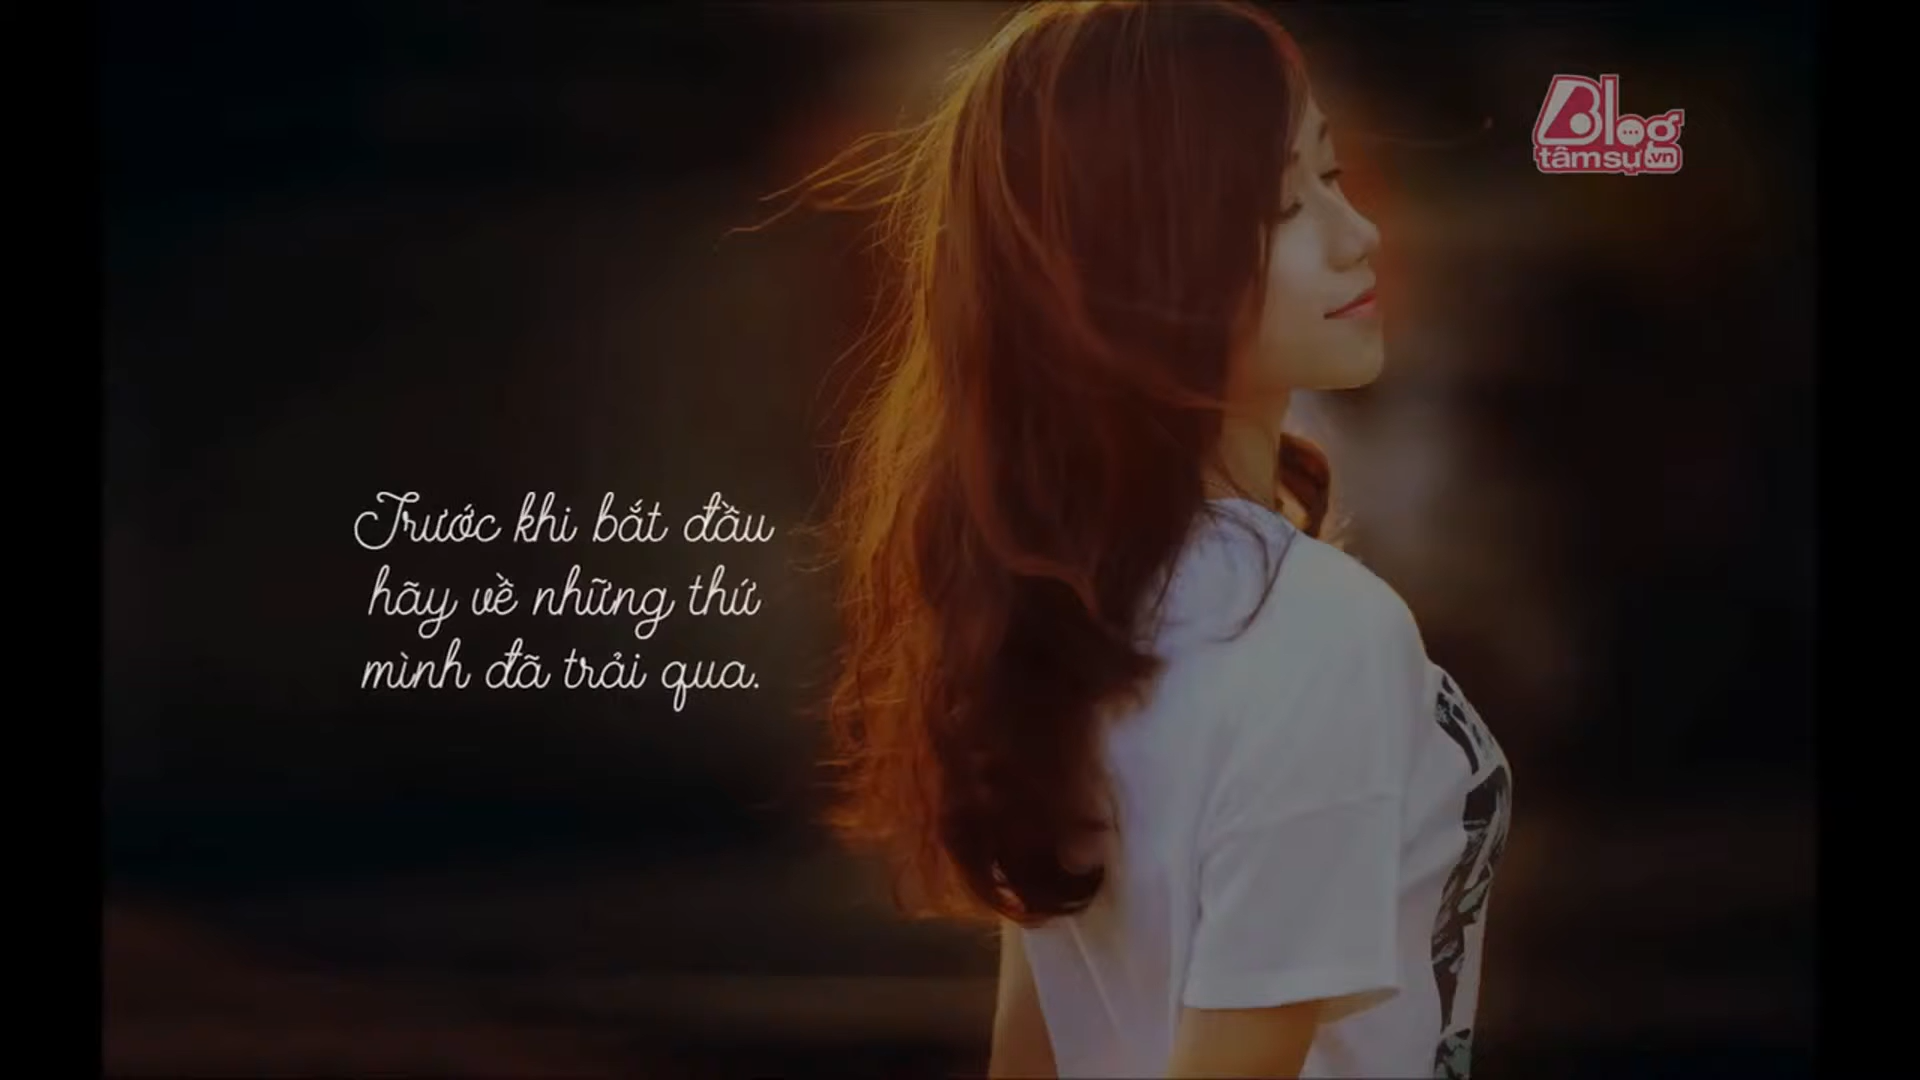 Blog
tâmsự.vn
Trước khi bắt đầu
hãy về những thứ
mình đã trải qua.